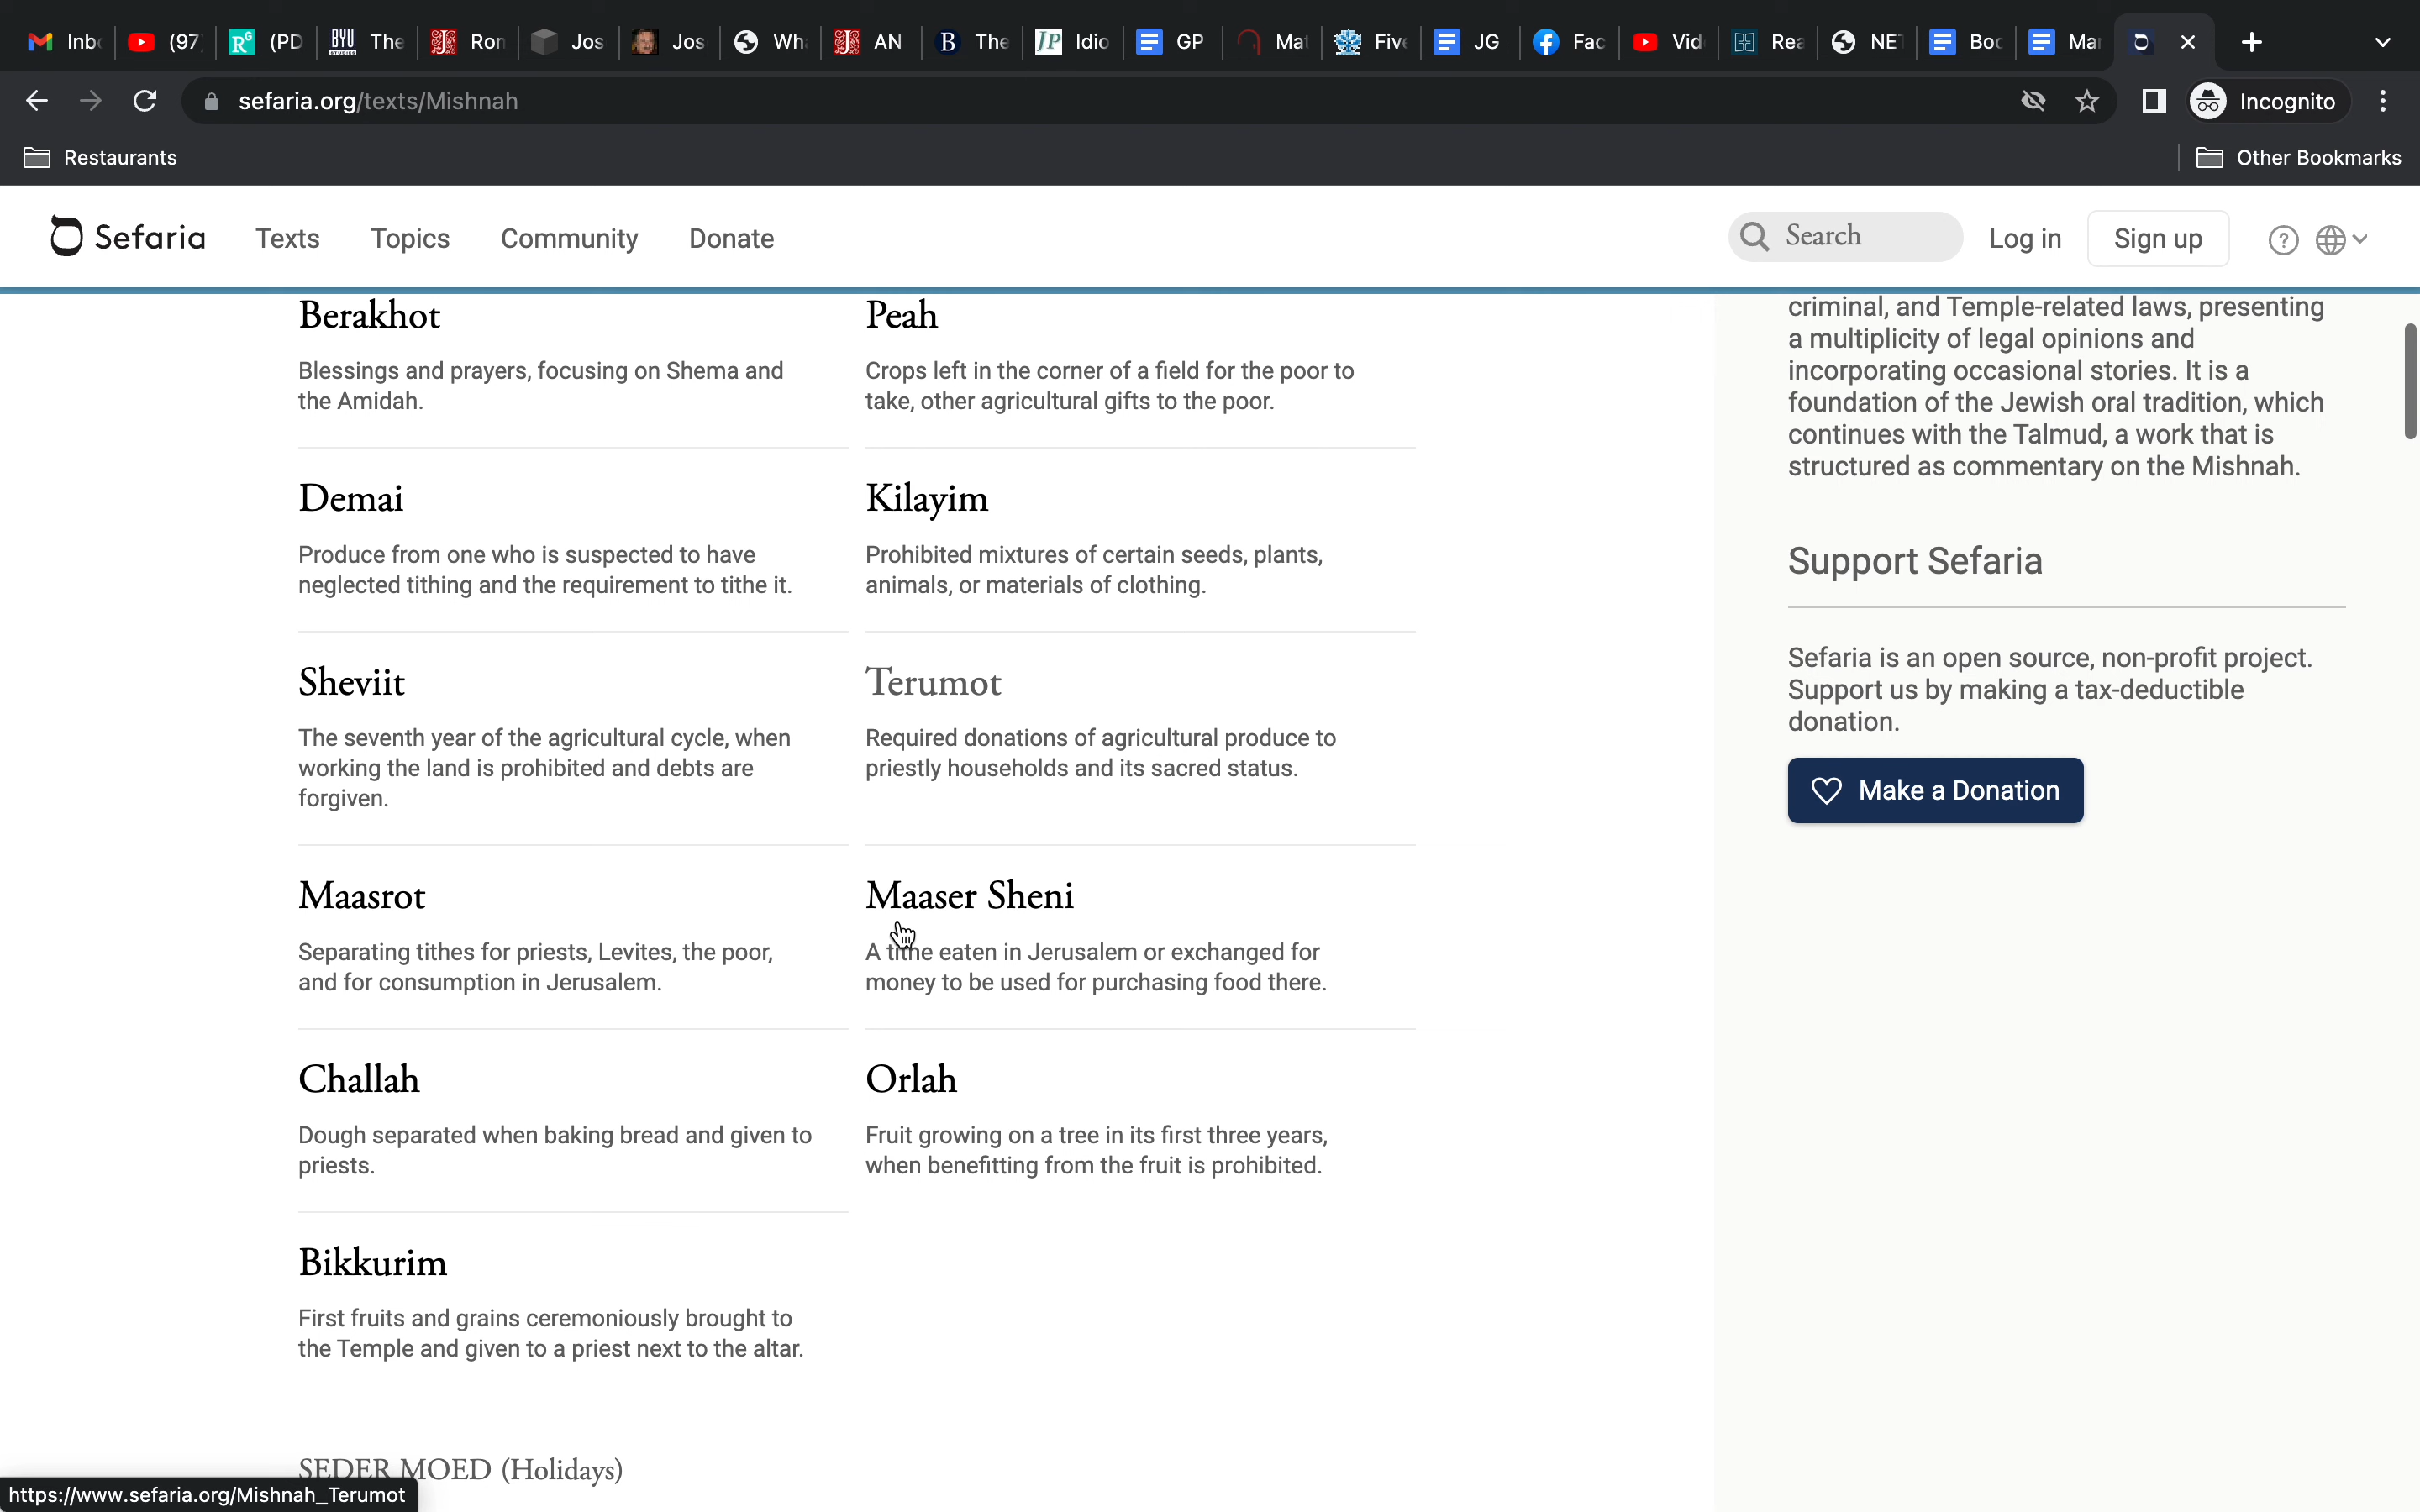 Inb
(97
(PD
BYU
STUDIES
The
Ron
Jos
Jos
Wh
AN
B
The
JP
Idio
GP
Mat
Five
JG
Fac
Vid
Rea
NE
Boo
Mar
sefaria.org/texts/Mishnah
Incognito
Restaurants
Other Bookmarks
Sefaria
Texts
Topics
Community
Donate
Search
Log in
Sign up
Berakhot
Blessings and prayers, focusing on Shema and
the Amidah.
Peah
Crops left in the corner of a field for the poor to
take, other agricultural gifts to the poor.
Demai
Produce from one who is suspected to have
neglected tithing and the requirement to tithe it.
Kilayim
Prohibited mixtures of certain seeds, plants,
animals, or materials of clothing.
Sheviit
The seventh year of the agricultural cycle, when
working the land is prohibited and debts are
forgiven.
Terumot
Required donations of agricultural produce to
priestly households and its sacred status.
Maasrot
Separating tithes for priests, Levites, the poor,
and for consumption in Jerusalem.
Maaser Sheni
A tithe eaten in Jerusalem or exchanged for
money to be used for purchasing food there.
Challah
Dough separated when baking bread and given to
priests.
Orlah
Fruit growing on a tree in its first three years,
when benefitting from the fruit is prohibited.
Bikkurim
First fruits and grains ceremoniously brought to
the Temple and given to a priest next to the altar.
SEDER MOED (Holidays)
criminal, and Temple-related laws, presenting
a multiplicity of legal opinions and
incorporating occasional stories. It is a
foundation of the Jewish oral tradition, which
continues with the Talmud, a work that is
structured as commentary on the Mishnah.
Support Sefaria
Sefaria is an open source, non-profit project.
Support us by making a tax-deductible
donation.
Make a Donation
https://www.sefaria.org/Mishnah_Terumot